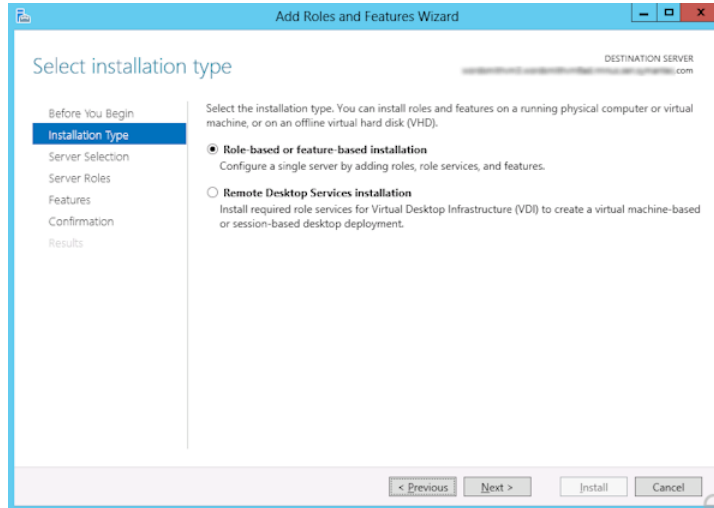 Add Roles and Features Wizard
Select installation type
DESTINATION SERVER
.com
Before You Begin
Installation Type
Server Selection
Server Roles
Features
Confirmation
Results
Select the installation type. You can install roles and features on a running physical computer or virtual
machine, or on an offline virtual hard disk (VHD).
Role-based or feature-based installation
Configure a single server by adding roles, role services, and features.
Remote Desktop Services installation
Install required role services for Virtual Desktop Infrastructure (VDI) to create a virtual machine-based
or session-based desktop deployment.
< Previous
Next >
Install
Cancel